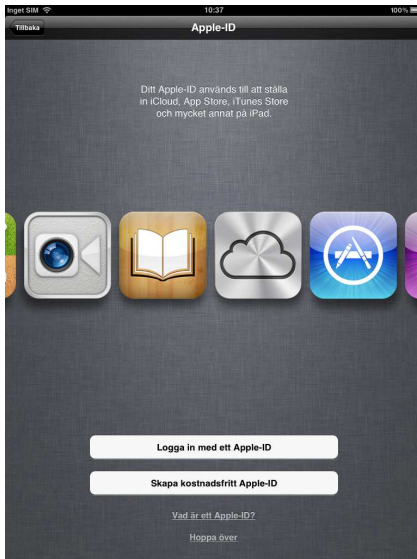 Inget SIM 10:37 100%
Tillbaka Apple-ID
Ditt Apple-ID används till att ställa
in iCloud, App Store, iTunes Store
och mycket annat på iPad.
Logga in med ett Apple-ID
Skapa kostnadsfritt Apple-ID
Vad är ett Apple-ID?
Hoppa över